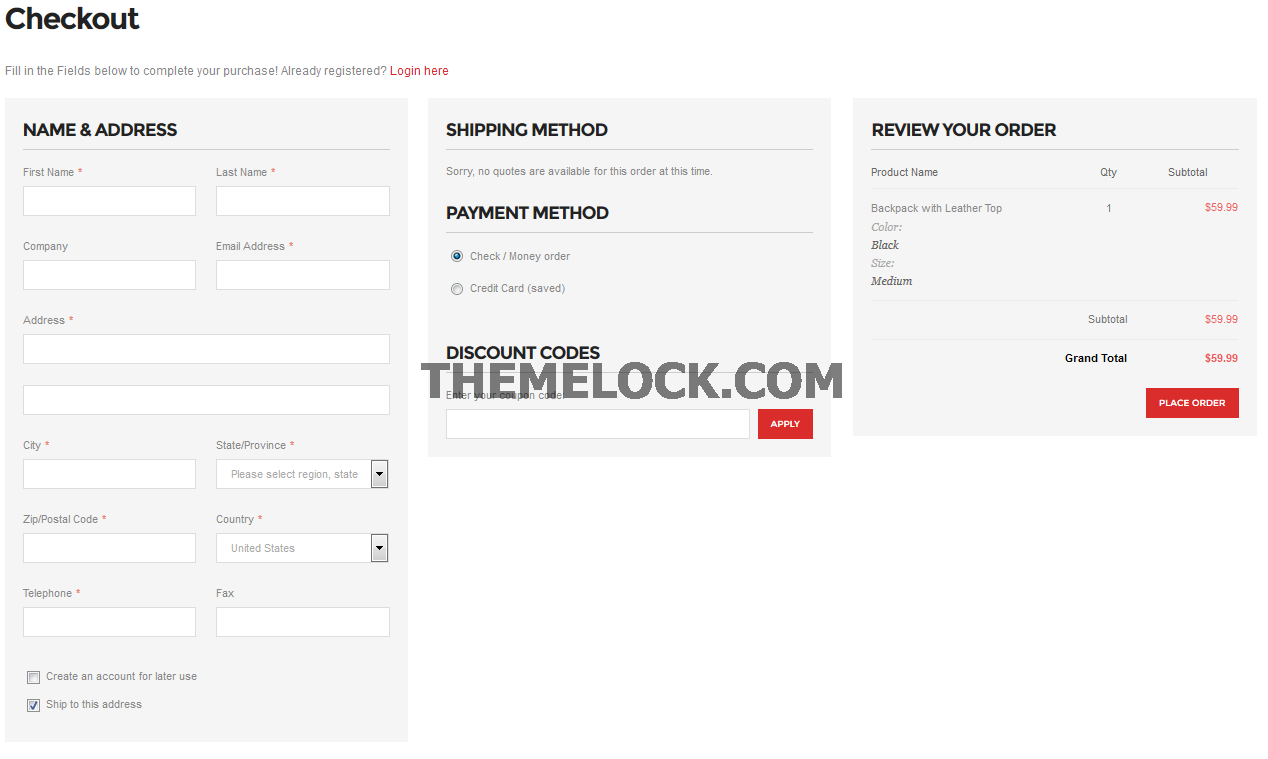 Checkout
Fill in the Fields below to complete your purchase! Already registered? Login here
NAME & ADDRESS
First Name * Last Name *
Company Email Address *
Address *
City * State/Province *
Please select region, state
Zip/Postal Code * Country *
United States
Telephone * Fax
Create an account for later use
Ship to this address
SHIPPING METHOD
Sorry, no quotes are available for this order at this time.
PAYMENT METHOD
Check / Money order
Credit Card (saved)
DISCOUNT CODES
THEMELOCK.COM
Enter your coupon code.
APPLY
REVIEW YOUR ORDER
Product Name Qty Subtotal
Backpack with Leather Top 1 $59.99
Color:
Black
Size:
Medium
Subtotal $59.99
Grand Total $59.99
PLACE ORDER